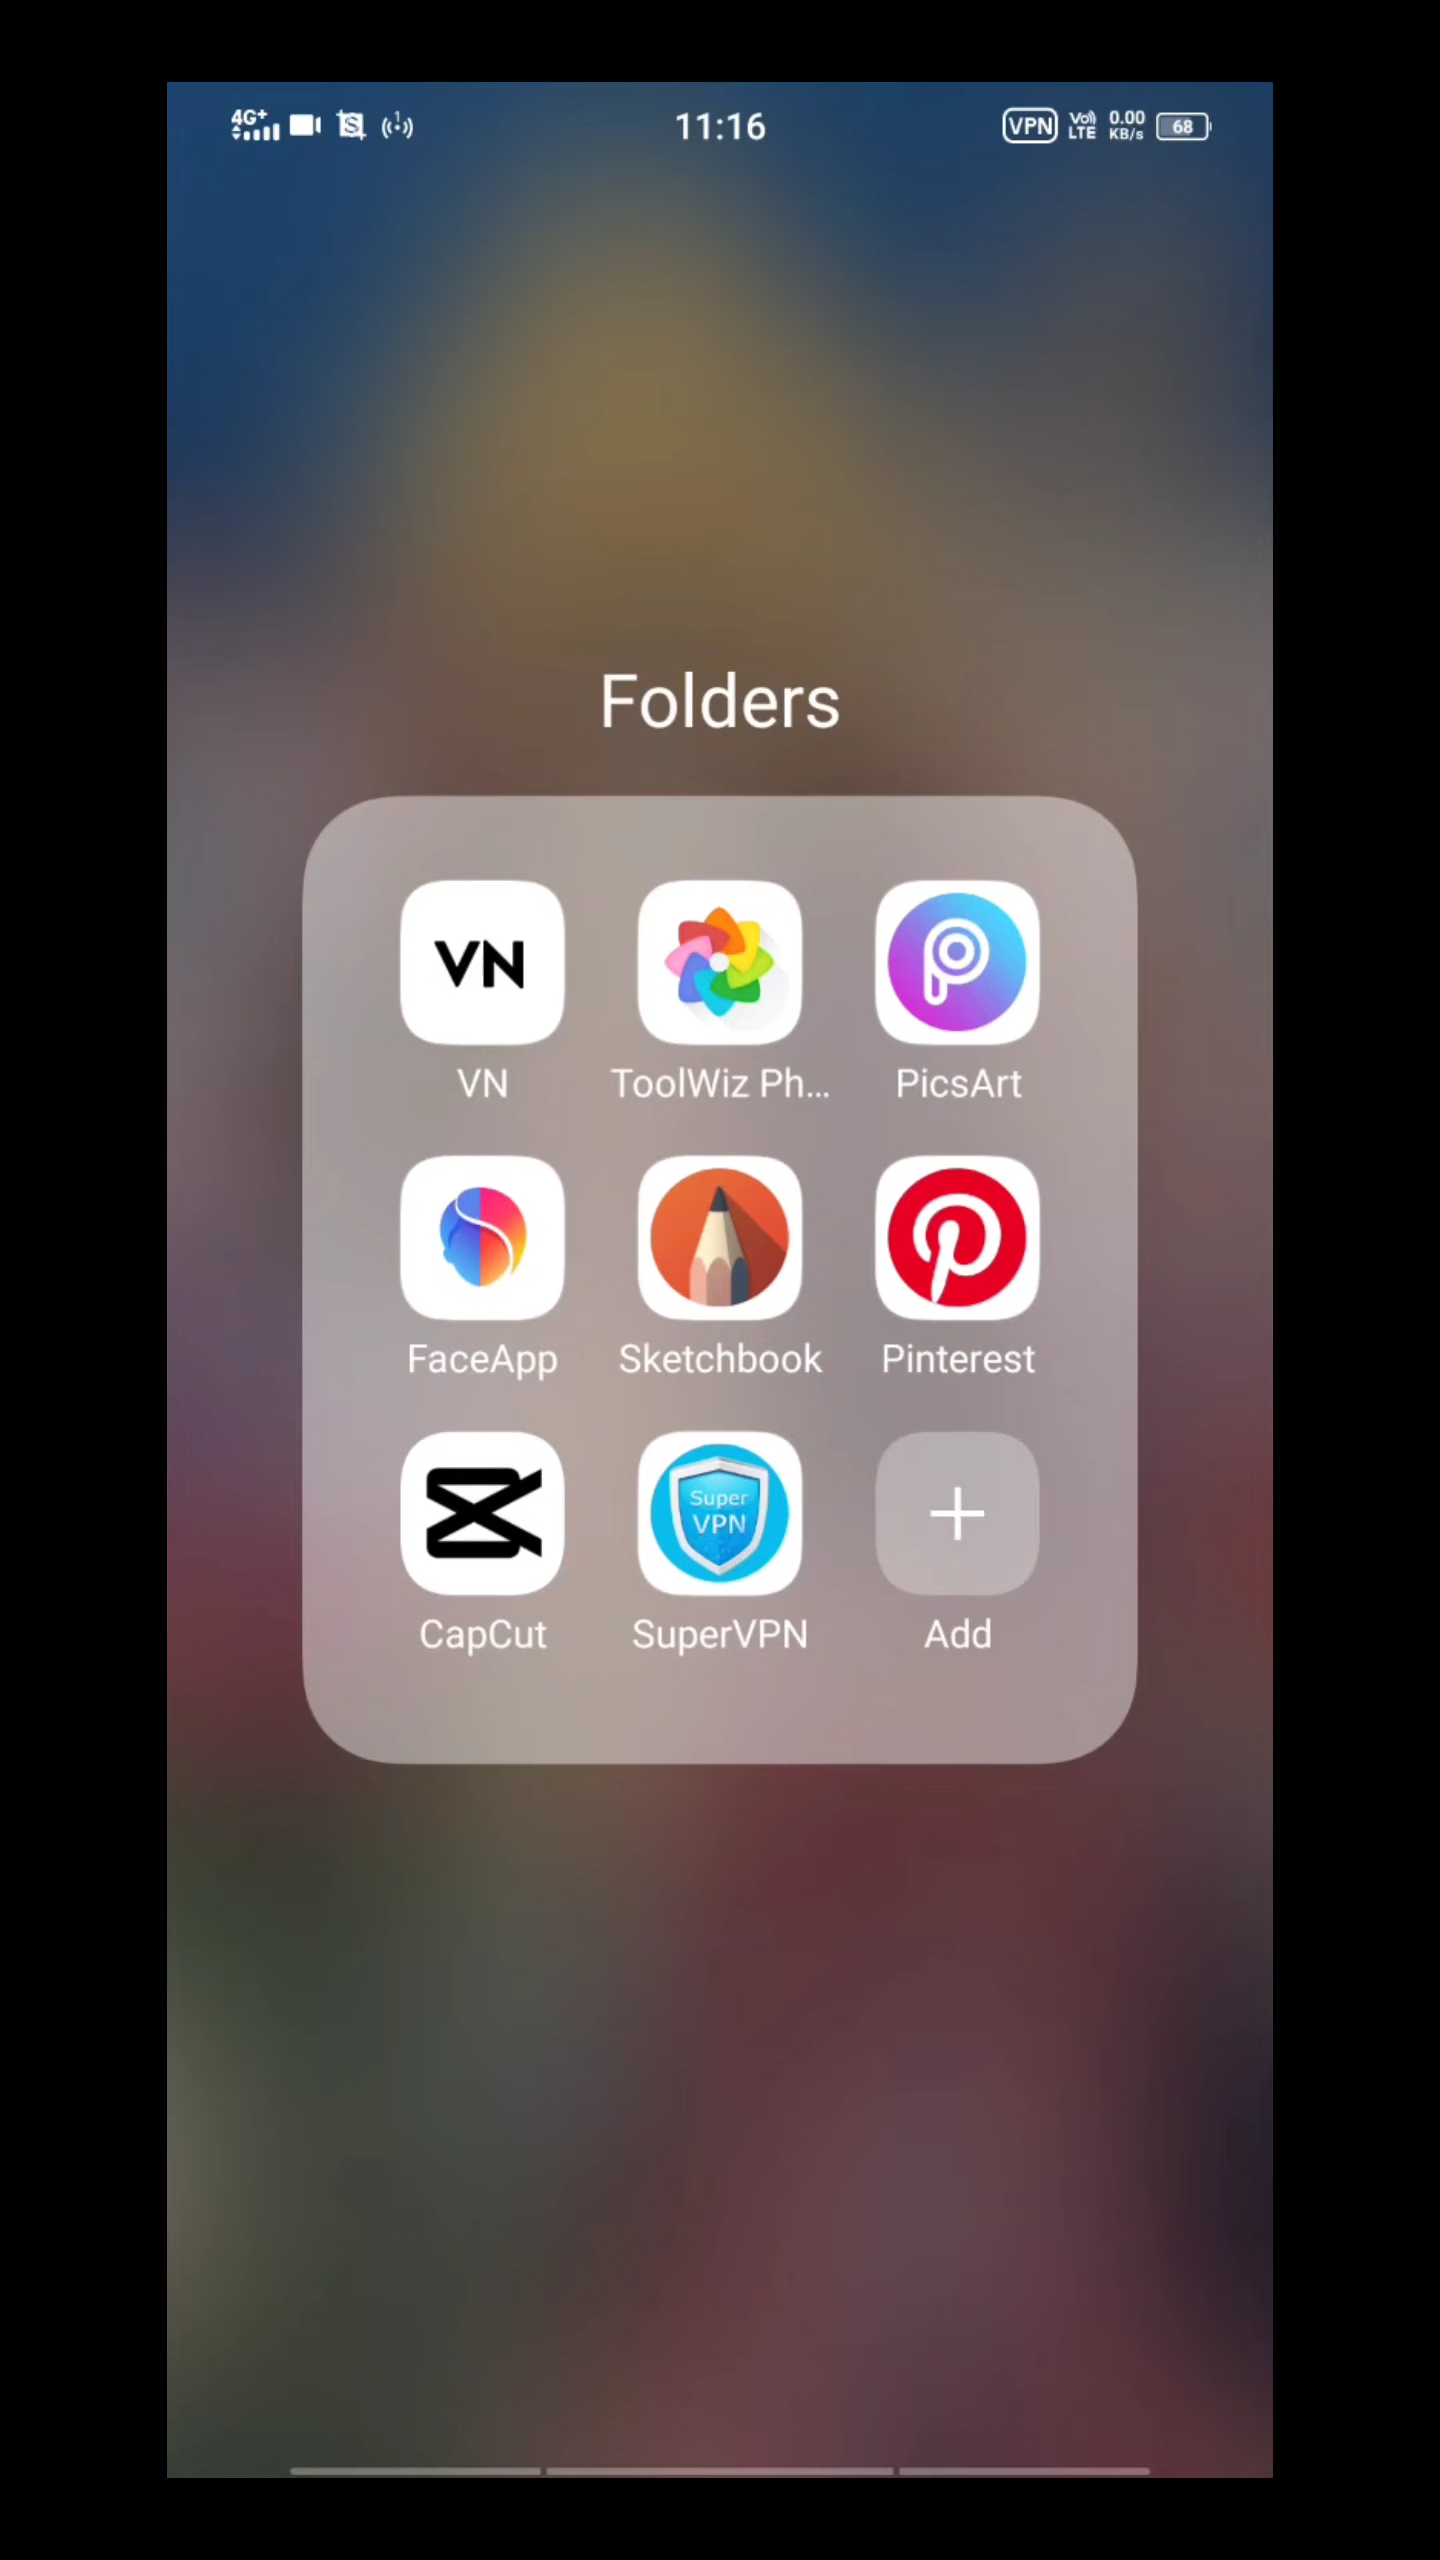 4G+ 1 11:16 VPN Vo)) LTE 0.00 KB/s 68
Folders
VN
VN ToolWiz Ph... PicsArt
FaceApp Sketchbook Pinterest
Super
VPN
CapCut SuperVPN Add